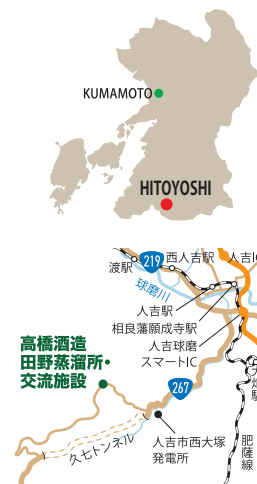 KUMAMOTO
HITOYOSHI
219
西人吉駅
人吉IC
渡駅
球磨川
人吉駅
相良藩願成寺駅
人吉球磨
スマートIC
高橋酒造
田野蒸溜所・
交流施設
267
久七トンネル
人吉市西大塚
発電所
肥薩線